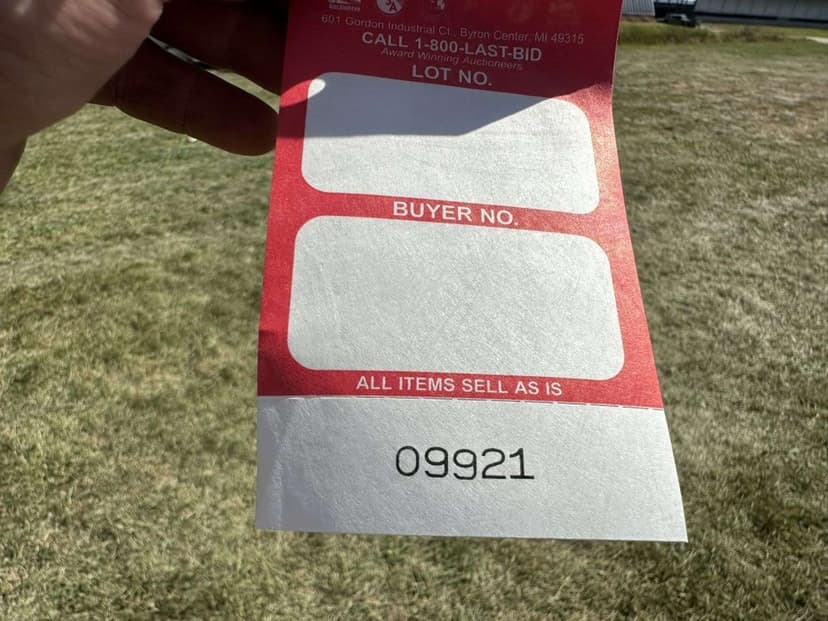 601 Gordon Industrial Ct., Byron Center, MI 49315
CALL 1-800-LAST-BID
Award Winning Auctioneers
LOT NO.
BUYER NO.
ALL ITEMS SELL AS IS
09921